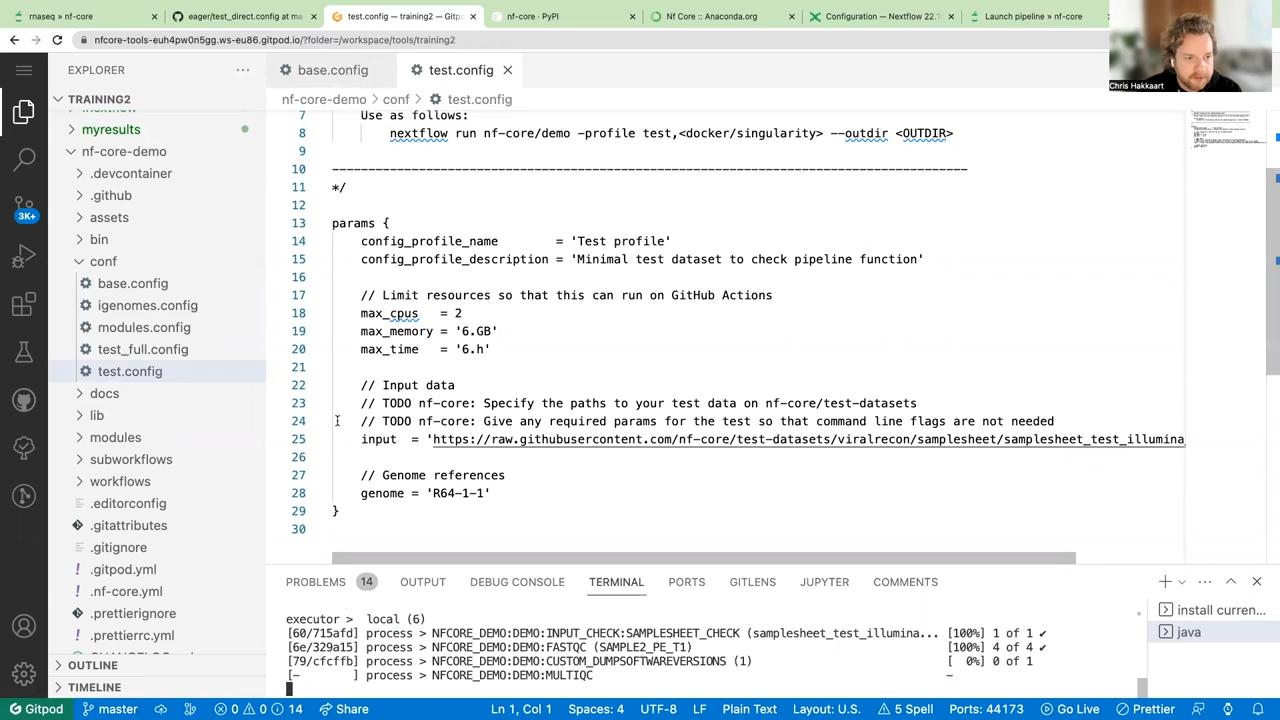 rnaseq » nf-core
eager/test_direct.config at ma
test.config — training2 — Gitp
nf-core · PyPI
Nf Core :: Anaconda.org
Configuration — Nextflow 22.1
Launch pipeline » nf-core
nfcore-tools-euh4pw0n5gg.ws-eu86.gitpod.io/?folder=/workspace/tools/training2
Chris Hakkaart
EXPLORER
base.config
test.config
TRAINING2
nf-core-demo > conf > test.config
myresults
nf-core-demo
.devcontainer
.github
assets
bin
conf
base.config
igenomes.config
modules.config
test_full.config
test.config
docs
lib
modules
subworkflows
workflows
.editorconfig
.gitattributes
.gitignore
.gitpod.yml
.nf-core.yml
.prettierignore
.prettierrc.yml
OUTLINE
TIMELINE
3K+
7 Use as follows:
8 nextflow run nf-core/demo -profile test,<docker/singularity> --outdir <OUTDIR>
9
10 ----------------------------------------------------------------------------------------
11 */
12
13 params {
14 config_profile_name        = 'Test profile'
15 config_profile_description = 'Minimal test dataset to check pipeline function'
16
17 // Limit resources so that this can run on GitHub Actions
18 max_cpus   = 2
19 max_memory = '6.GB'
20 max_time   = '6.h'
21
22 // Input data
23 // TODO nf-core: Specify the paths to your test data on nf-core/test-datasets
24 // TODO nf-core: Give any required params for the test so that command line flags are not needed
25 input  = 'https://raw.githubusercontent.com/nf-core/test-datasets/viralrecon/samplesheet/samplesheet_test_illumina_
26
27 // Genome references
28 genome = 'R64-1-1'
29 }
30
PROBLEMS 14 OUTPUT DEBUG CONSOLE TERMINAL PORTS GITLENS JUPYTER COMMENTS
executor >  local (6)
[60/715afd] process > NFCORE_DEMO:DEMO:INPUT_CHECK:SAMPLESHEET_CHECK (samplesheet_test_illumina... [100%] 1 of 1 ✔
[6e/329a15] process > NFCORE_DEMO:DEMO:FASTQC (SAMPLE2_PE_T1) [100%] 4 of 4 ✔
[79/cfcffb] process > NFCORE_DEMO:DEMO:CUSTOM_DUMPSOFTWAREVERSIONS (1) [  0%] 0 of 1
[-        ] process > NFCORE_DEMO:DEMO:MULTIQC -
install curren...
java
Gitpod master 0 0 14 Share Ln 1, Col 1 Spaces: 4 UTF-8 LF Plain Text Layout: U.S. 5 Spell Ports: 44173 Go Live Prettier